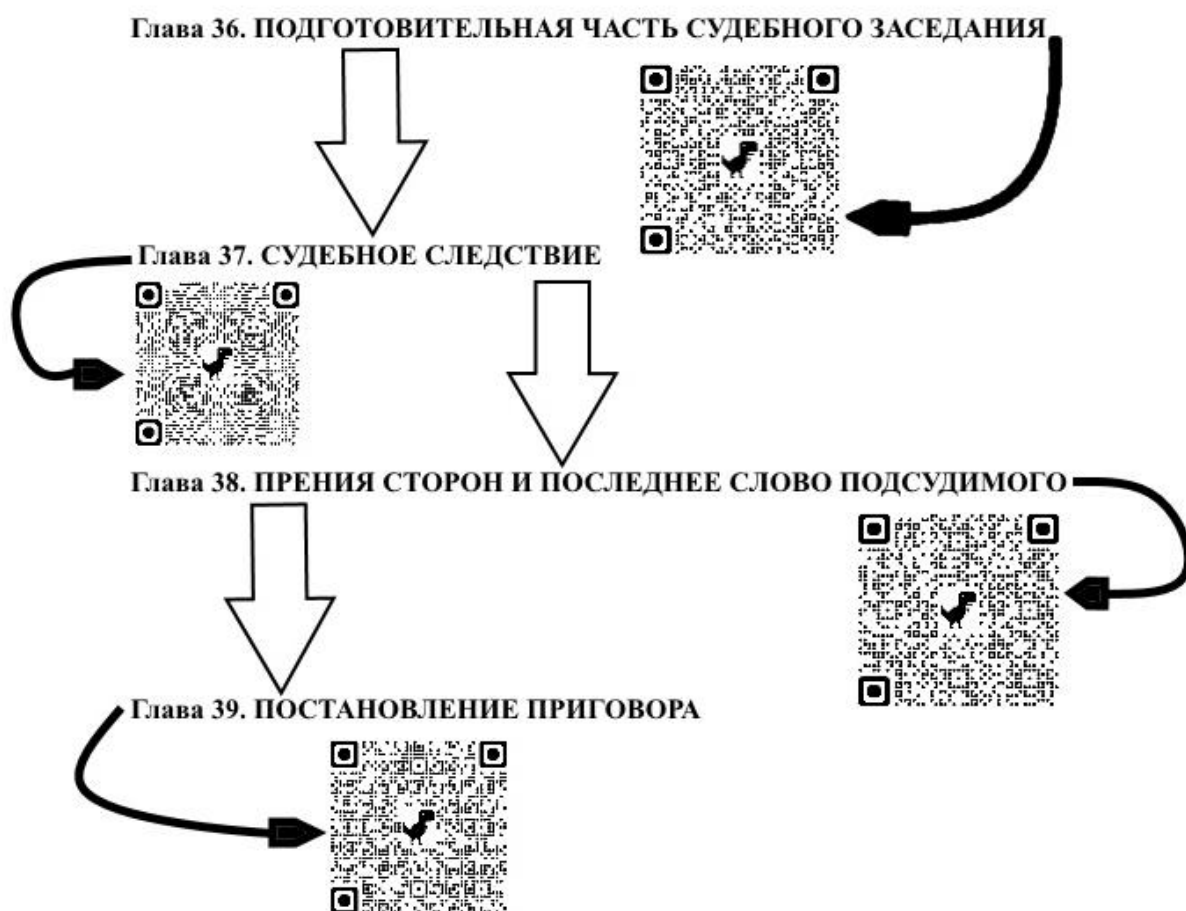 Глава 36. ПОДГОТОВИТЕЛЬНАЯ ЧАСТЬ СУДЕБНОГО ЗАСЕДАНИЯ
Глава 37. СУДЕБНОЕ СЛЕДСТВИЕ
Глава 38. ПРЕНИЯ СТОРОН И ПОСЛЕДНЕЕ СЛОВО ПОДСУДИМОГО
Глава 39. ПОСТАНОВЛЕНИЕ ПРИГОВОРА